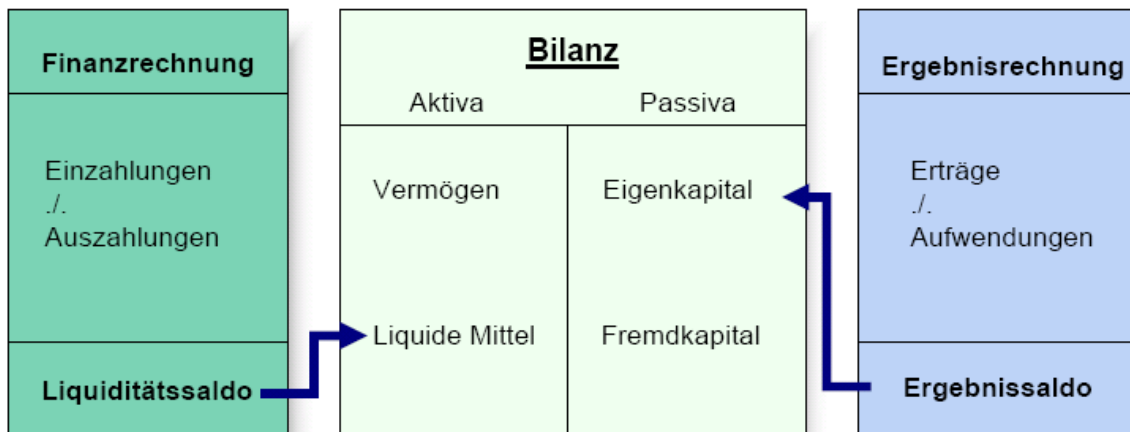 Finanzrechnung
Einzahlungen
./.
Auszahlungen
Liquiditätssaldo
Bilanz
Aktiva
Passiva
Vermögen
Eigenkapital
Liquide Mittel
Fremdkapital
Ergebnisrechnung
Erträge
./.
Aufwendungen
Ergebnissaldo